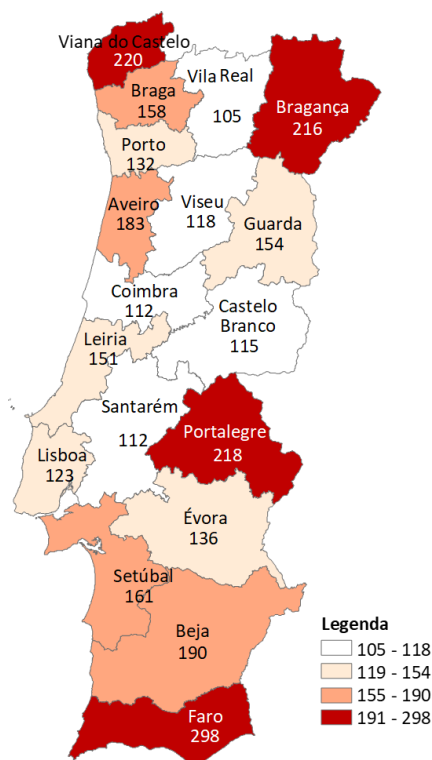 Viana do Castelo
220
Vila Real
105
Bragança
216
Braga
158
Porto
132
Aveiro
183
Viseu
118
Guarda
154
Coimbra
112
Castelo
Branco
115
Leiria
151
Santarém
112
Portalegre
218
Lisboa
123
Évora
136
Setúbal
161
Beja
190
Faro
298
Legenda
105 - 118
119 - 154
155 - 190
191 - 298